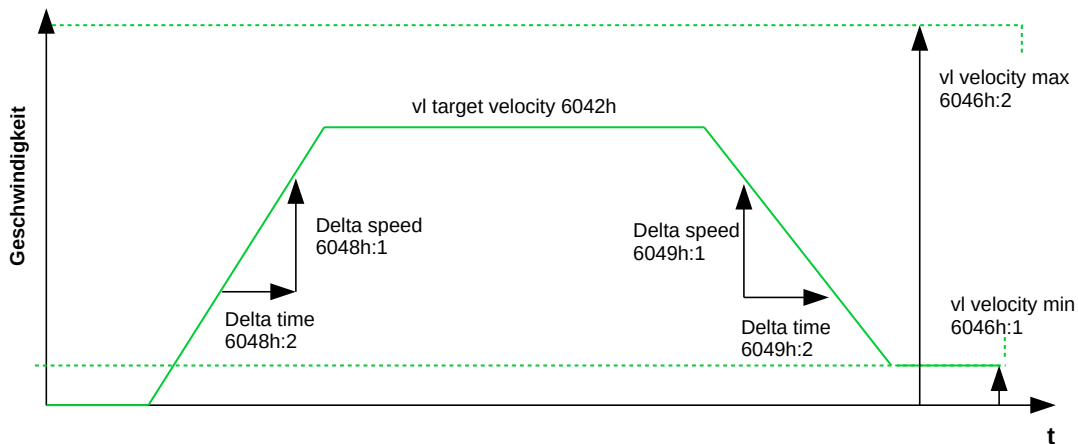 Geschwindigkeit
vl target velocity 6042h
vl velocity max
6046h:2
Delta speed
6048h:1
Delta speed
6049h:1
Delta time
6048h:2
Delta time
6049h:2
vl velocity min
6046h:1
t